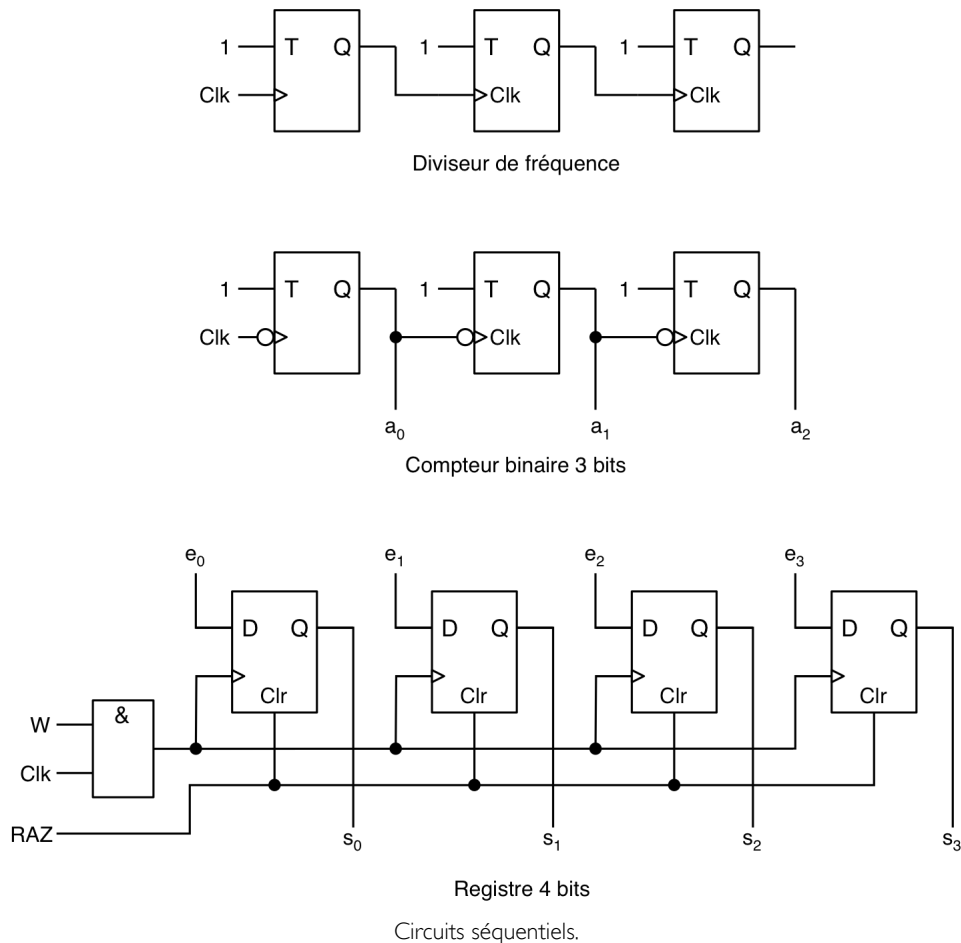 1 T Q 1 T Q 1 T Q
Clk Clk Clk
Diviseur de fréquence
1 T Q 1 T Q 1 T Q
Clk Clk Clk
a₀ a₁ a₂
Compteur binaire 3 bits
e₀ e₁ e₂ e₃
D Q D Q D Q D Q
Clr Clr Clr Clr
&
W
Clk
RAZ
s₀ s₁ s₂ s₃
Registre 4 bits
Circuits séquentiels.